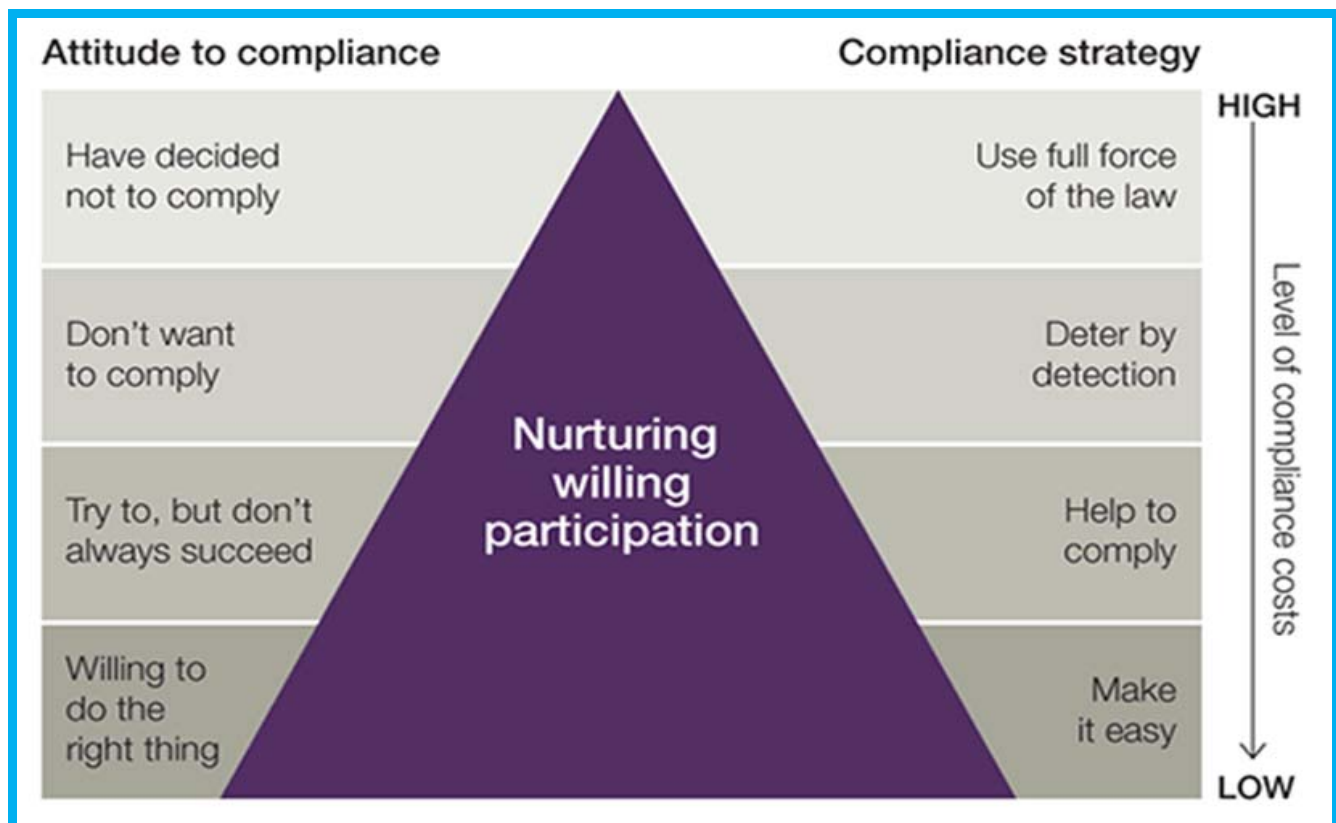 Attitude to compliance
Compliance strategy
HIGH
Have decided
not to comply
Use full force
of the law
Don't want
to comply
Deter by
detection
Nurturing
willing
participation
Try to, but don't
always succeed
Help to
comply
Willing to
do the
right thing
Make
it easy
Level of compliance costs
LOW